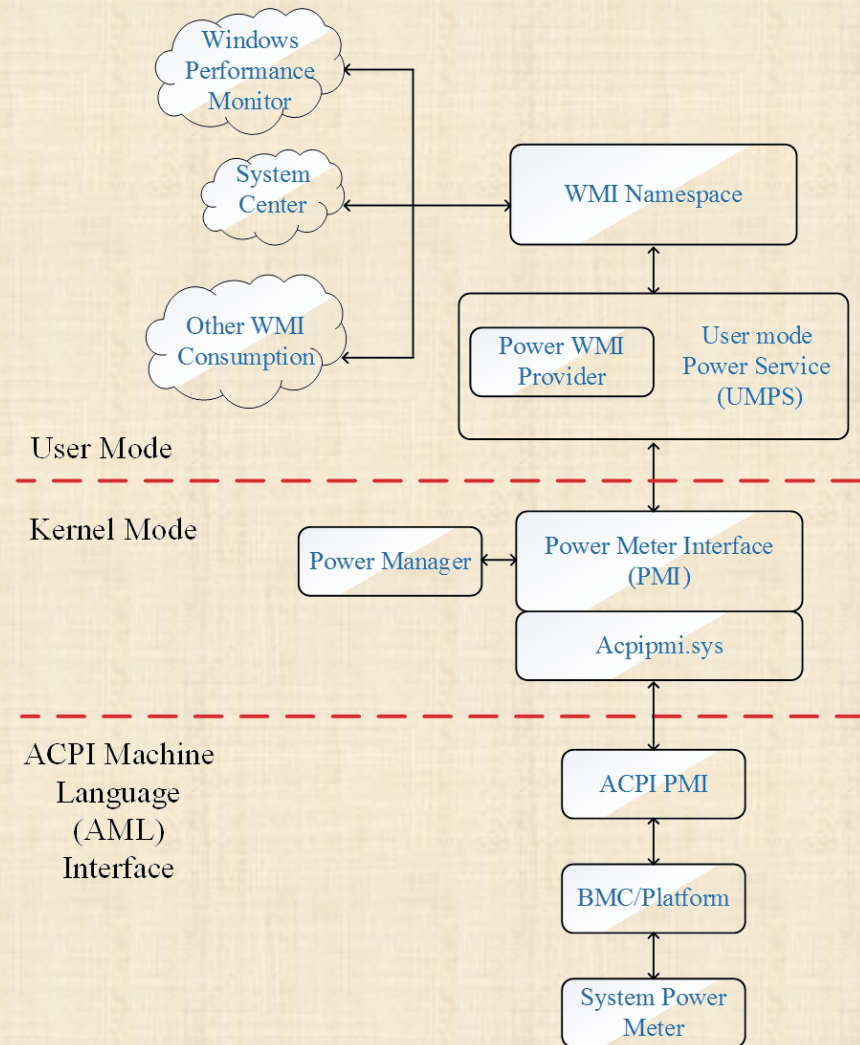 Windows
Performance
Monitor
System
Center
WMI Namespace
Other WMI
Consumption
Power WMI
Provider
User mode
Power Service
(UMPS)
User Mode
Kernel Mode
Power Manager
Power Meter Interface
(PMI)
Acpipmi.sys
ACPI Machine
Language
(AML)
Interface
ACPI PMI
BMC/Platform
System Power
Meter